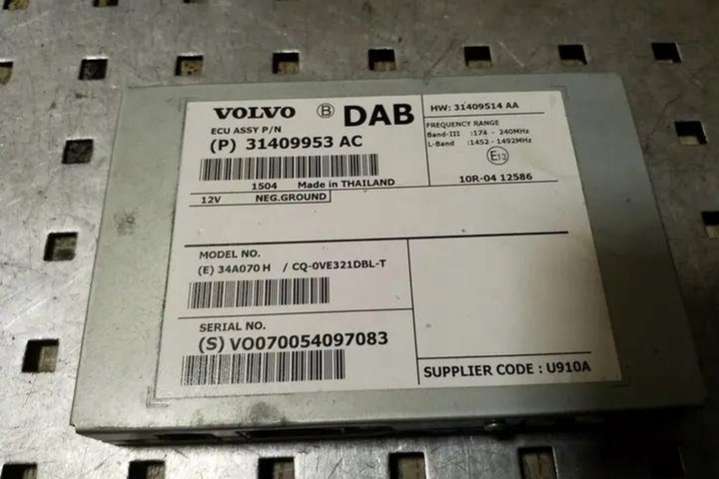 VOLVO B DAB
HW: 31409514 AA
ECU ASSY P/N
(P) 31409953 AC
FREQUENCY RANGE
Band-III :174 - 240MHz
L-Band :1452 - 1492MHz
E13
1504 Made in THAILAND
10R-04 12586
12V NEG.GROUND
MODEL NO.
(E) 34A070 H / CQ-0VE321DBL-T
SERIAL NO.
(S) VO070054097083
SUPPLIER CODE : U910A